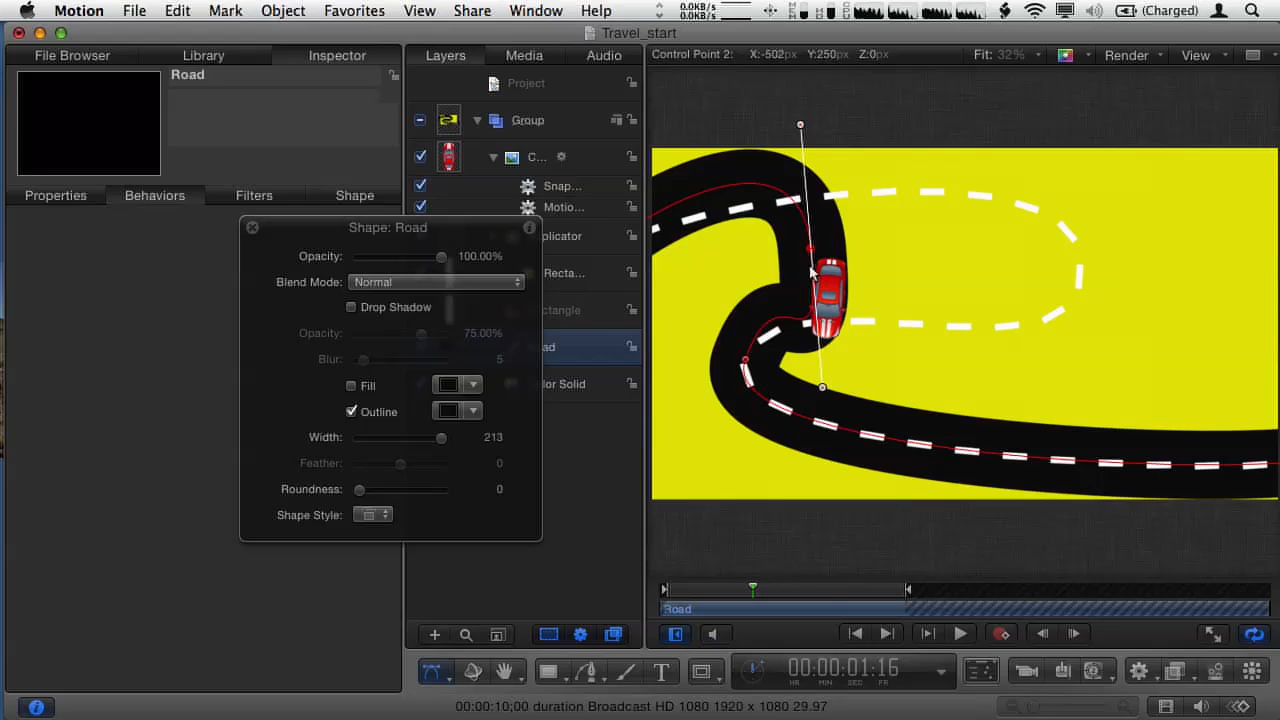 Motion File Edit Mark Object Favorites View Share Window Help 0.0KB/s 0.0KB/s (Charged)
Travel_start
File Browser Library Inspector Layers Media Audio Control Point 2: X:-502px Y:250px Z:0px Fit: 32% Render View
Road
Project
Group
C...
Properties Behaviors Filters Shape
Snap...
Motio...
Shape: Road
plicator
Opacity: 100.00%
Recta...
Blend Mode: Normal
Drop Shadow
ctangle
Opacity: 75.00%
ad
Blur: 5
Fill
lor Solid
Outline
Width: 213
Feather: 0
Roundness: 0
Shape Style:
Road
T 00:00:01:16
HR MIN SEC FR
00:00:10;00 duration Broadcast HD 1080 1920 x 1080 29.97